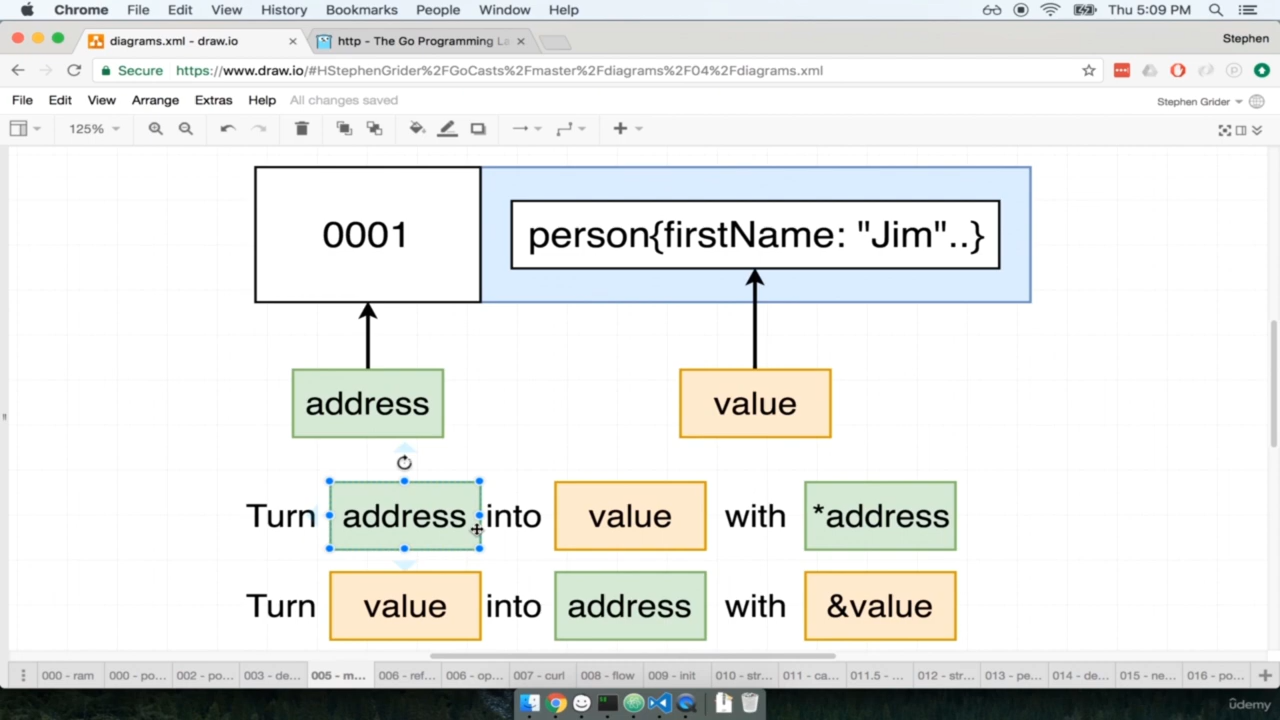 Chrome File Edit View History Bookmarks People Window Help Thu 5:09 PM
diagrams.xml - draw.io http - The Go Programming La Stephen
Secure https://www.draw.io/#HStephenGrider%2FGoCasts%2Fmaster%2Fdiagrams%2F04%2Fdiagrams.xml
File Edit View Arrange Extras Help All changes saved Stephen Grider
125%
0001 person{firstName: "Jim"..}
address value
Turn address into value with *address
Turn value into address with &value
000 - ram 000 - po... 002 - po... 003 - de... 005 - m... 006 - ref... 006 - op... 007 - curl 008 - flow 009 - init 010 - str... 011 - ca... 011.5 - ... 012 - str... 013 - pe... 014 - de... 015 - ne... 016 - po...
ûdemy